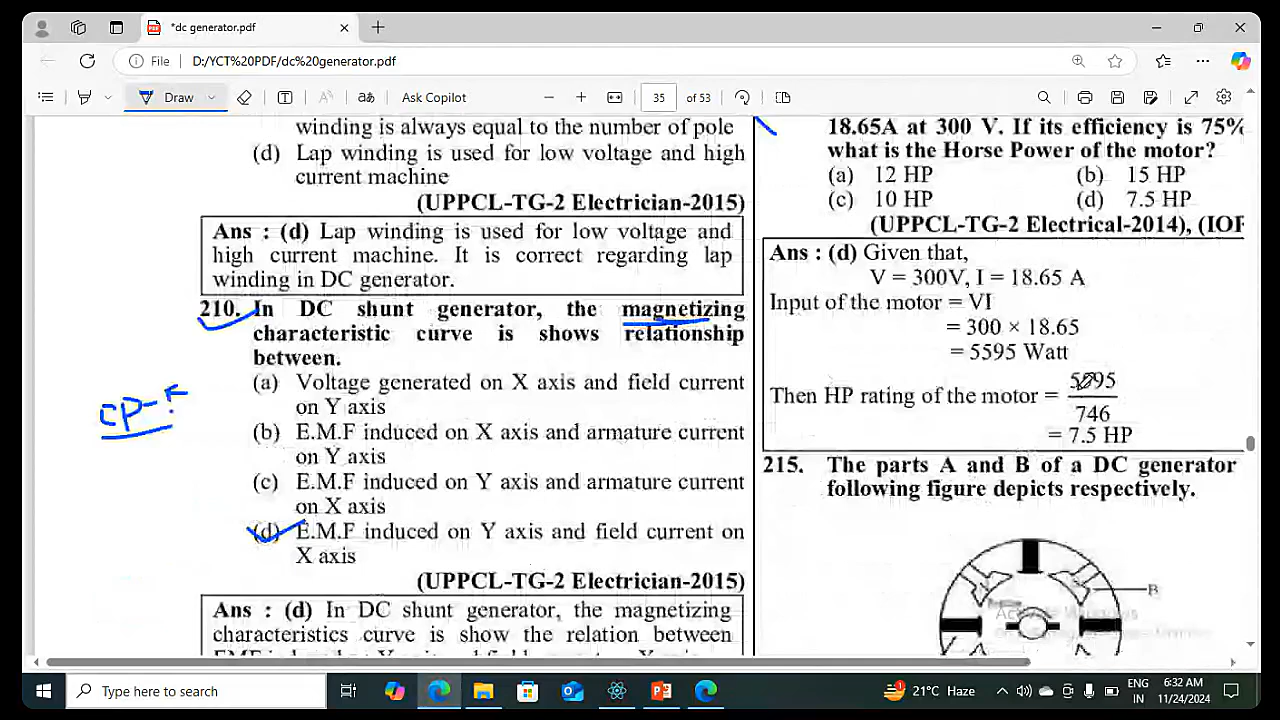 *dc generator.pdf
File
D:/YCT%20PDF/dc%20generator.pdf
Draw
Ask Copilot
35 of 53
winding is always equal to the number of pole
(d) Lap winding is used for low voltage and high
current machine
(UPPCL-TG-2 Electrician-2015)
Ans : (d) Lap winding is used for low voltage and
high current machine. It is correct regarding lap
winding in DC generator.
210. In DC shunt generator, the magnetizing
characteristic curve is shows relationship
between.
(a) Voltage generated on X axis and field current
on Y axis
(b) E.M.F induced on X axis and armature current
on Y axis
(c) E.M.F induced on Y axis and armature current
on X axis
(d) E.M.F induced on Y axis and field current on
X axis
(UPPCL-TG-2 Electrician-2015)
Ans : (d) In DC shunt generator, the magnetizing
characteristics curve is show the relation between
18.65A at 300 V. If its efficiency is 75%
what is the Horse Power of the motor?
(a) 12 HP (b) 15 HP
(c) 10 HP (d) 7.5 HP
(UPPCL-TG-2 Electrical-2014), (IOF
Ans : (d) Given that,
V = 300V, I = 18.65 A
Input of the motor = VI
= 300 × 18.65
= 5595 Watt
Then HP rating of the motor = 5595
746
= 7.5 HP
215. The parts A and B of a DC generator
following figure depicts respectively.
B
Type here to search
21°C Haze
ENG
IN
6:32 AM
11/24/2024